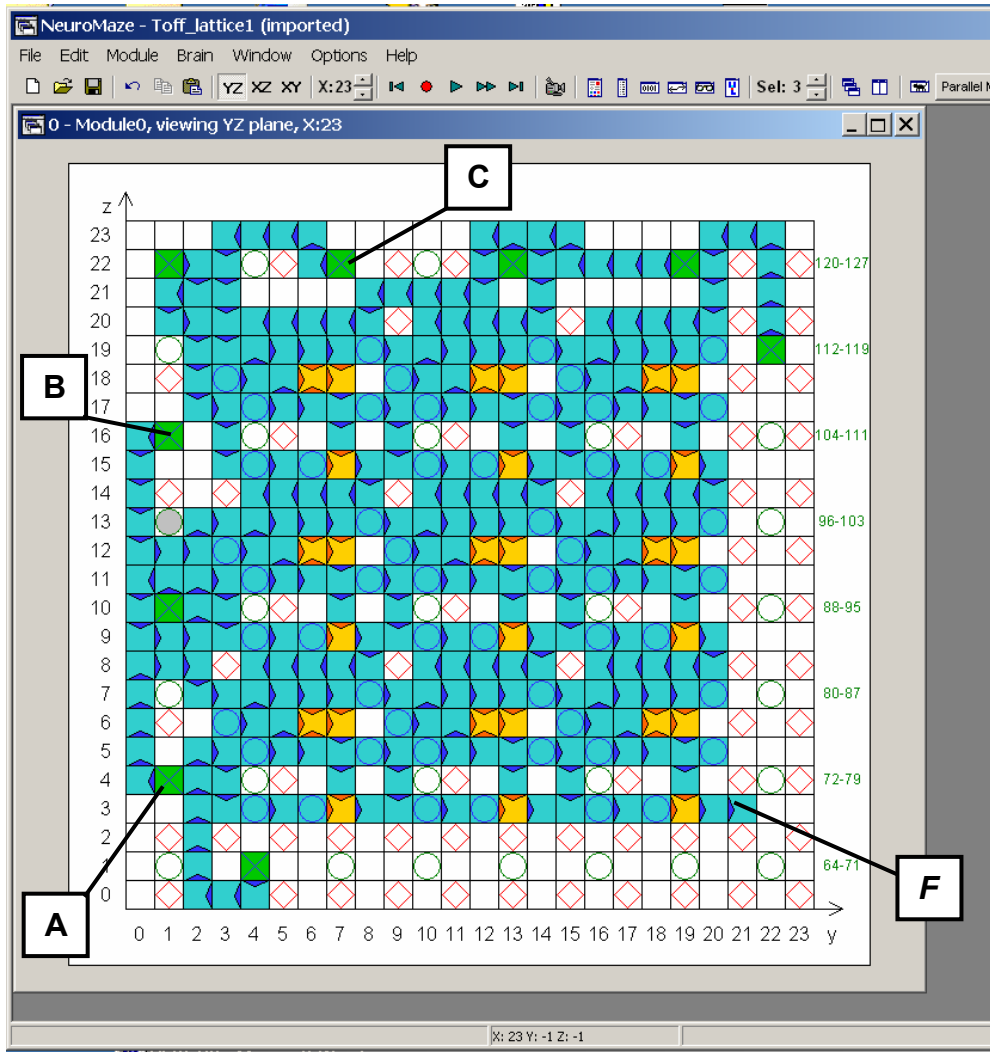 NeuroMaze - Toff_lattice1 (imported)
File Edit Module Brain Window Options Help
YZ XZ XY X:23 Sel: 3 Parallel
0 - Module0, viewing YZ plane, X:23
C
z
23
22 120-127
21
20
19 112-119
B
18
17
16 104-111
15
14
13 96-103
12
11
10 88-95
9
8
7 80-87
6
5
4 72-79
3
2
1 64-71
F
0
A
0 1 2 3 4 5 6 7 8 9 10 11 12 13 14 15 16 17 18 19 20 21 22 23 y
X: 23 Y: -1 Z: -1